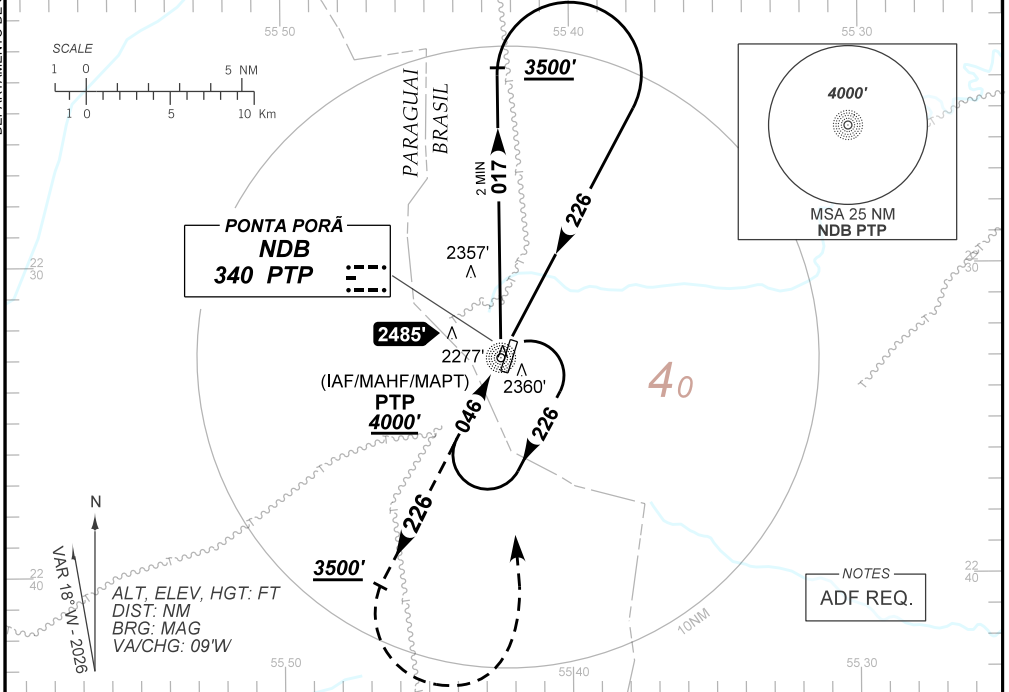 55 50
55 40
55 30
SCALE
1 0 5 NM
1 0 5 10 Km
PARAGUAI
BRASIL
3500'
4000'
MSA 25 NM
NDB PTP
2 MIN
017
226
PONTA PORÃ
NDB
340 PTP
2357'
22
30
22
30
2485'
2277'
2360'
(IAF/MAHF/MAPT)
PTP
4000'
40
046
226
226
3500'
N
VAR 18° W - 2026
22
40
22
40
ALT, ELEV, HGT: FT
DIST: NM
BRG: MAG
VA/CHG: 09'W
NOTES
ADF REQ.
10NM
55 50
55 40
55 30